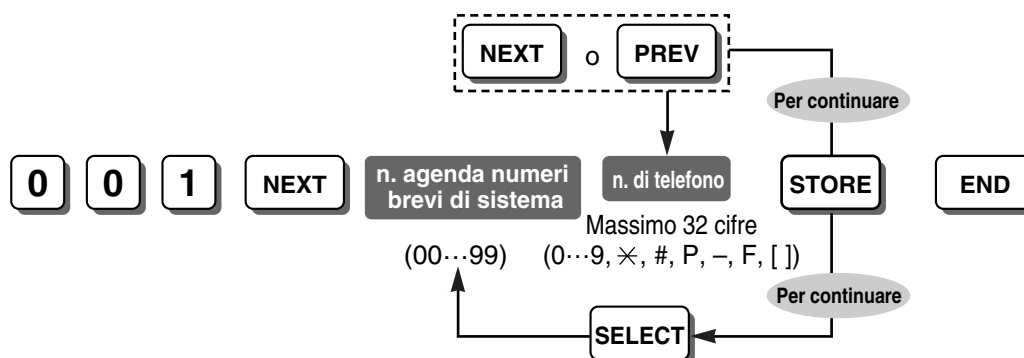 NEXT o PREV
Per continuare
0 0 1 NEXT n. agenda numeri brevi di sistema n. di telefono STORE END
Massimo 32 cifre
(00···99) (0···9, ✳, #, P, –, F, [ ])
Per continuare
SELECT